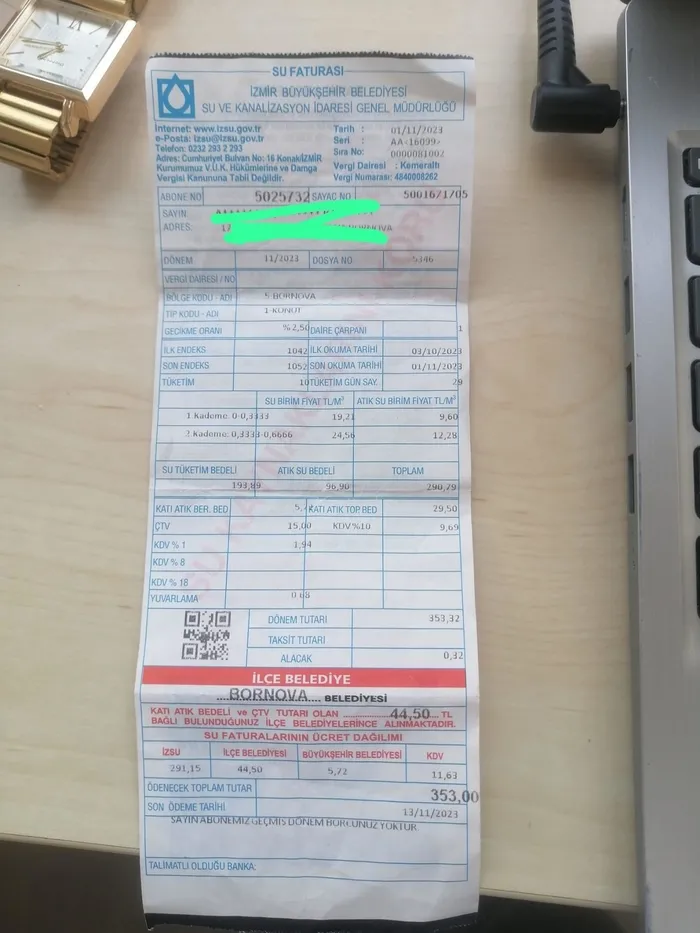 SU FATURASI
İZMİR BÜYÜKŞEHİR BELEDİYESİ
SU VE KANALİZASYON İDARESİ GENEL MÜDÜRLÜĞÜ
İnternet: www.izsu.gov.tr
e-Posta: izsu@izsu.gov.tr
Telefon: 0232 293 2 293
Adres: Cumhuriyet Bulvarı No: 16 Konak/İZMİR
Kurumumuz V.U.K. Hükümlerine ve Damga
Vergisi Kanununa Tabii Değildir.
Tarih : 01/11/2023
Seri : AA<16099>
Sıra No: 0000081002
Vergi Dairesi : Kemeraltı
Vergi Numarası: 4840008262
ABONE NO 5025732 SAYAÇ NO 5001671705
SAYIN
ADRES: 17
DÖNEM 11/2023 DOSYA NO 5346
VERGİ DAİRESİ / NO
BÖLGE KODU - ADI 5-BORNOVA
TİP KODU - ADI 1-KONUT
GECİKME ORANI %2,50 DAİRE ÇARPANI 1
İLK ENDEKS 1042 İLK OKUMA TARİHİ 03/10/2023
SON ENDEKS 1052 SON OKUMA TARİHİ 01/11/2023
TÜKETİM 10 TÜKETİM GÜN SAY. 29
SU BİRİM FİYAT TL/M³ ATIK SU BİRİM FİYAT TL/M³
1.Kademe: 0-0,3333 19,21 9,60
2.Kademe: 0,3333-0,6666 24,56 12,28
SU TÜKETİM BEDELİ ATIK SU BEDELİ TOPLAM
193,89 96,90 290,79
KATI ATIK BER. BED 5, KATI ATIK TOP BED 29,50
ÇTV 15,00 KDV %10 9,69
KDV % 1 1,94
KDV % 8
KDV % 18
YUVARLAMA 0.68
DÖNEM TUTARI 353,32
TAKSİT TUTARI
ALACAK 0,32
İLÇE BELEDİYE
BORNOVA BELEDİYESİ
KATI ATIK BEDELİ ve ÇTV TUTARI OLAN 44,50 TL
BAĞLI BULUNDUĞUNUZ İLÇE BELEDİYELERİNCE ALINMAKTADIR.
SU FATURALARININ ÜCRET DAĞILIMI
İZSU İLÇE BELEDİYESİ BÜYÜKŞEHİR BELEDİYESİ KDV
291,15 44,50 5,72 11,63
ÖDENECEK TOPLAM TUTAR 353,00
SON ÖDEME TARİHİ 13/11/2023
SAYIN ABONEMİZ GEÇMİŞ DÖNEM BORCUNUZ YOKTUR.
TALİMATLI OLDUĞU BANKA: